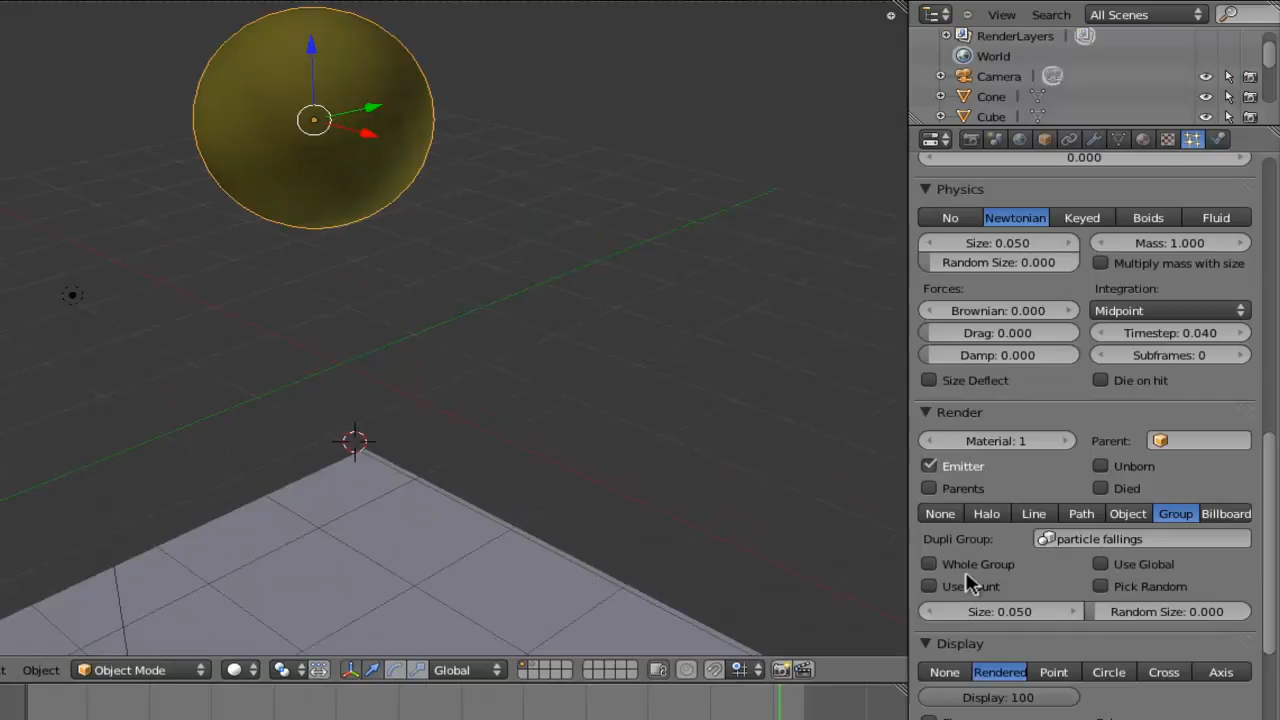 View Search All Scenes
RenderLayers
World
Camera
Cone
Cube
0.000
Physics
No Newtonian Keyed Boids Fluid
Size: 0.050 Mass: 1.000
Random Size: 0.000 Multiply mass with size
Forces: Integration:
Brownian: 0.000 Midpoint
Drag: 0.000 Timestep: 0.040
Damp: 0.000 Subframes: 0
Size Deflect Die on hit
Render
Material: 1 Parent:
Emitter Unborn
Parents Died
None Halo Line Path Object Group Billboard
Dupli Group: particle fallings
Whole Group Use Global
Pick Random
Size: 0.050 Random Size: 0.000
Display
None Rendered Point Circle Cross Axis
Display: 100
Object Object Mode Global